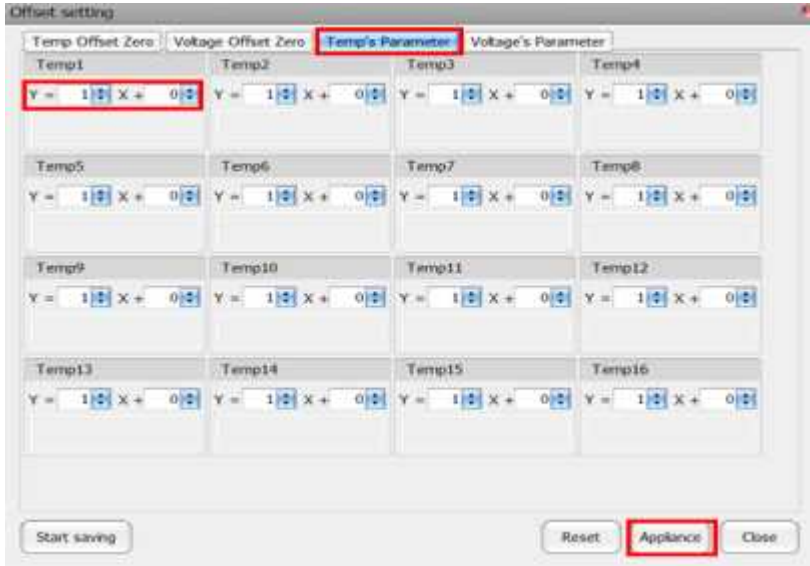 Offset setting
Temp Offset Zero Voltage Offset Zero Temp's Parameter Voltage's Parameter
Temp1 Temp2 Temp3 Temp4
Y = 1 X + 0 Y = 1 X + 0 Y = 1 X + 0 Y = 1 X + 0
Temp5 Temp6 Temp7 Temp8
Y = 1 X + 0 Y = 1 X + 0 Y = 1 X + 0 Y = 1 X + 0
Temp9 Temp10 Temp11 Temp12
Y = 1 X + 0 Y = 1 X + 0 Y = 1 X + 0 Y = 1 X + 0
Temp13 Temp14 Temp15 Temp16
Y = 1 X + 0 Y = 1 X + 0 Y = 1 X + 0 Y = 1 X + 0
Start saving Reset Appliance Close